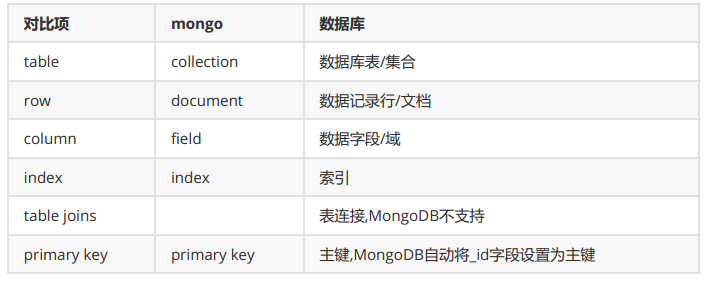 对比项 mongo 数据库
table collection 数据库表/集合
row document 数据记录行/文档
column field 数据字段/域
index index 索引
table joins 表连接,MongoDB不支持
primary key primary key 主键,MongoDB自动将_id字段设置为主键